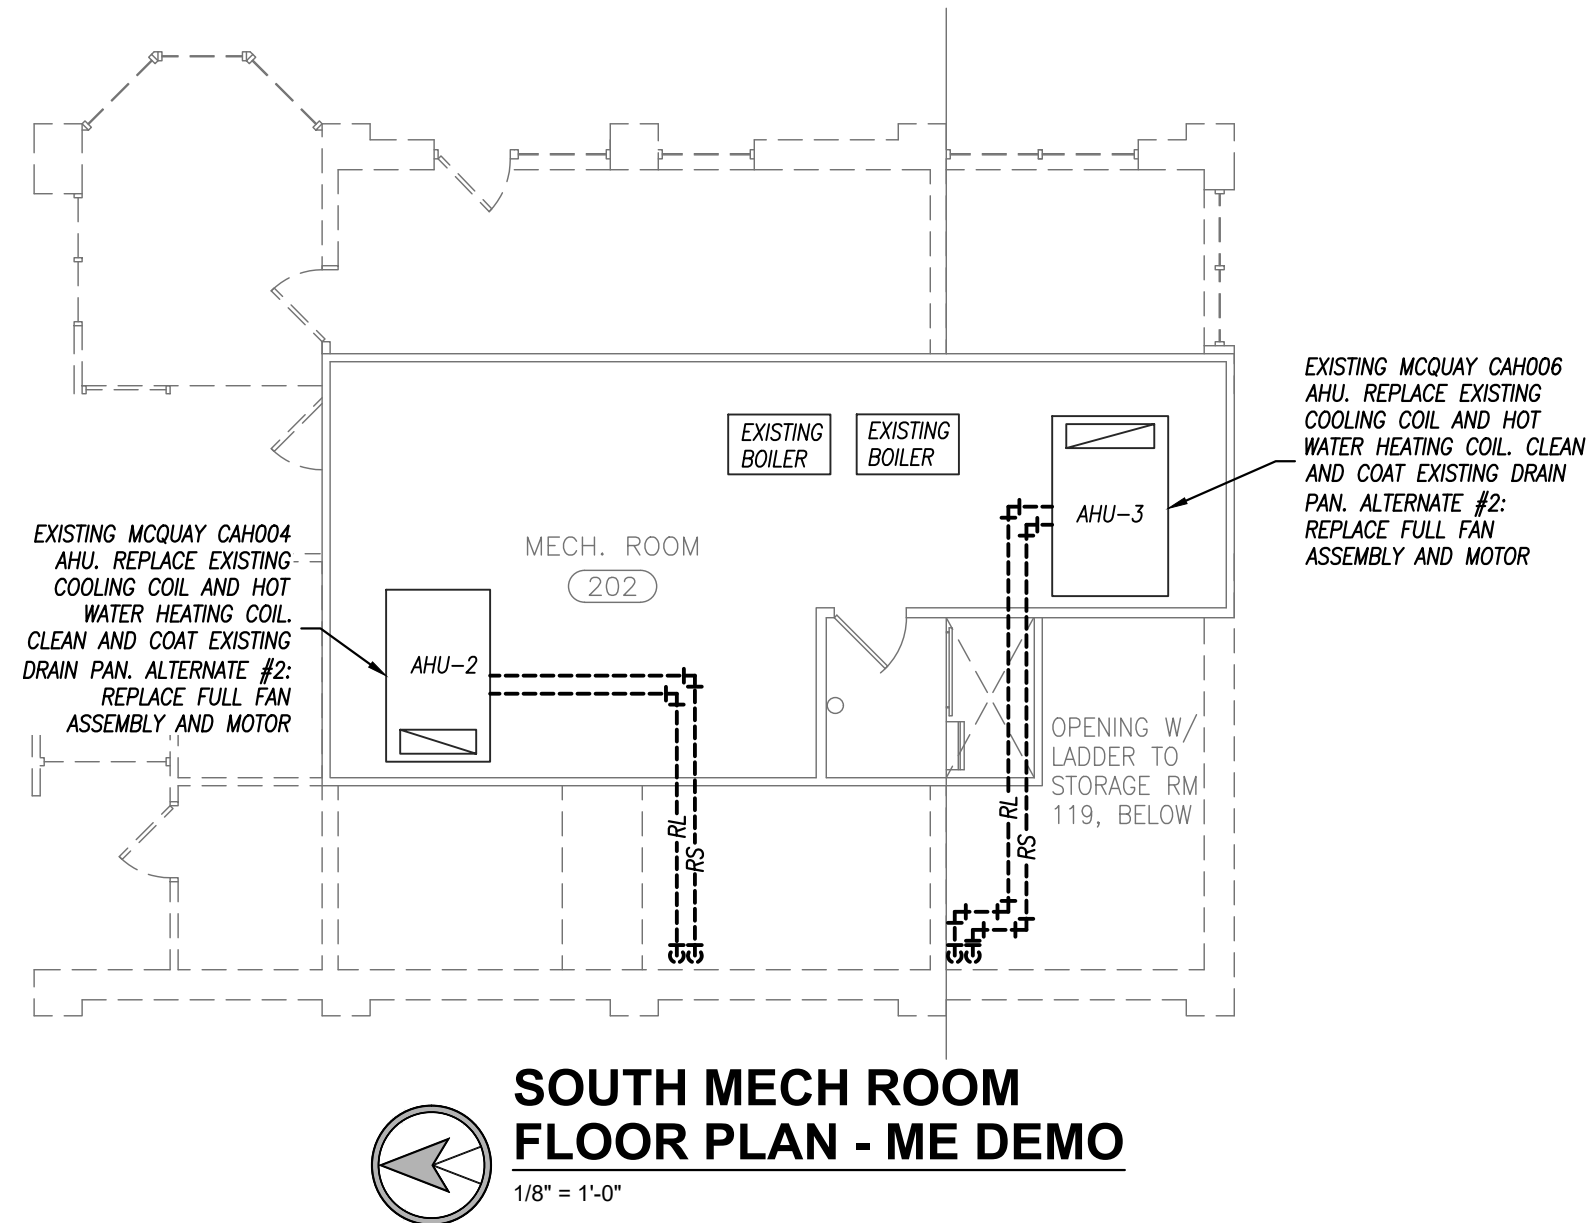 EXISTING MCQUAY CAH006
AHU. REPLACE EXISTING
COOLING COIL AND HOT
WATER HEATING COIL. CLEAN
AND COAT EXISTING DRAIN
PAN. ALTERNATE #2:
REPLACE FULL FAN
ASSEMBLY AND MOTOR
EXISTING
BOILER
EXISTING
BOILER
AHU-3
EXISTING MCQUAY CAH004
AHU. REPLACE EXISTING
COOLING COIL AND HOT
WATER HEATING COIL.
CLEAN AND COAT EXISTING
DRAIN PAN. ALTERNATE #2:
REPLACE FULL FAN
ASSEMBLY AND MOTOR
MECH. ROOM
202
AHU-2
OPENING W/
LADDER TO
STORAGE RM
119, BELOW
RL
RS
RL
RS
SOUTH MECH ROOM
FLOOR PLAN - ME DEMO
1/8" = 1'-0"